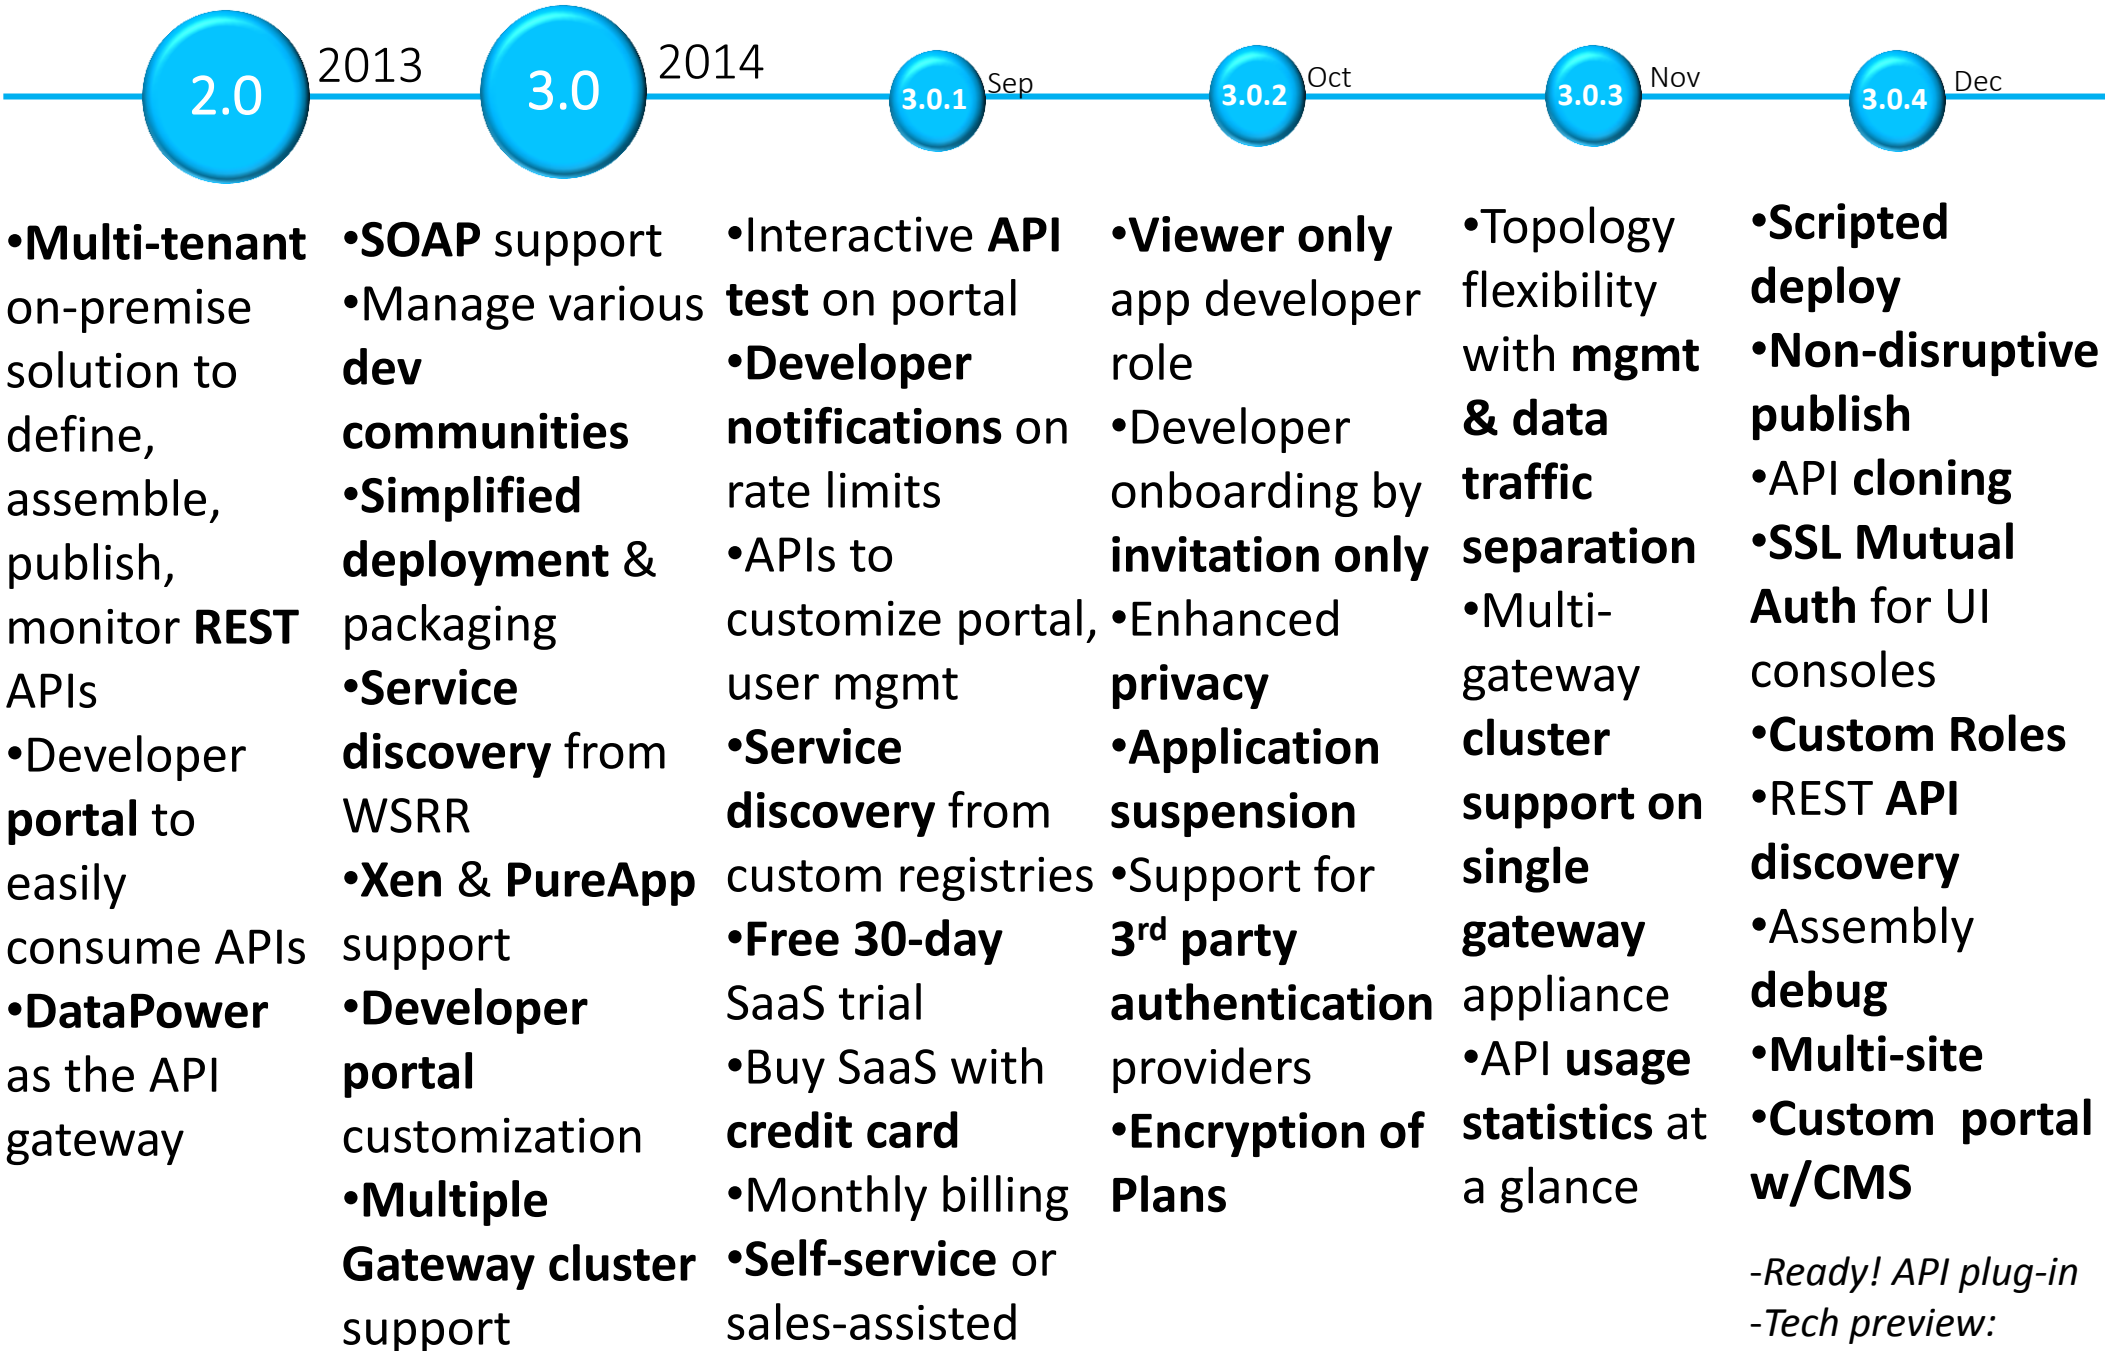 2.0
2013
3.0
2014
3.0.1
Sep
3.0.2
Oct
3.0.3
Nov
3.0.4
Dec
•Multi-tenant
on-premise
solution to
define,
assemble,
publish,
monitor REST
APIs
•Developer
portal to
easily
consume APIs
•DataPower
as the API
gateway
•SOAP support
•Manage various
dev
communities
•Simplified
deployment &
packaging
•Service
discovery from
WSRR
•Xen & PureApp
support
•Developer
portal
customization
•Multiple
Gateway cluster
support
•Interactive API
test on portal
•Developer
notifications on
rate limits
•APIs to
customize portal,
user mgmt
•Service
discovery from
custom registries
•Free 30-day
SaaS trial
•Buy SaaS with
credit card
•Monthly billing
•Self-service or
sales-assisted
•Viewer only
app developer
role
•Developer
onboarding by
invitation only
•Enhanced
privacy
•Application
suspension
•Support for
3rd party
authentication
providers
•Encryption of
Plans
•Topology
flexibility
with mgmt
& data
traffic
separation
•Multi-
gateway
cluster
support on
single
gateway
appliance
•API usage
statistics at
a glance
•Scripted
deploy
•Non-disruptive
publish
•API cloning
•SSL Mutual
Auth for UI
consoles
•Custom Roles
•REST API
discovery
•Assembly
debug
•Multi-site
•Custom  portal
w/CMS
-Ready! API plug-in
-Tech preview: